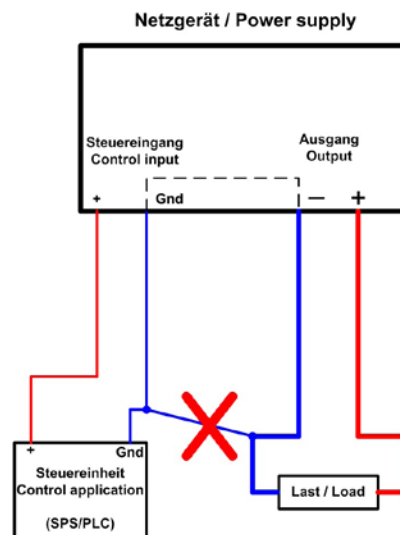 Netzgerät / Power supply
Steuereingang
Control input
Ausgang
Output
+
Gnd
— +
+
Gnd
Steuereinheit
Control application
(SPS/PLC)
Last / Load